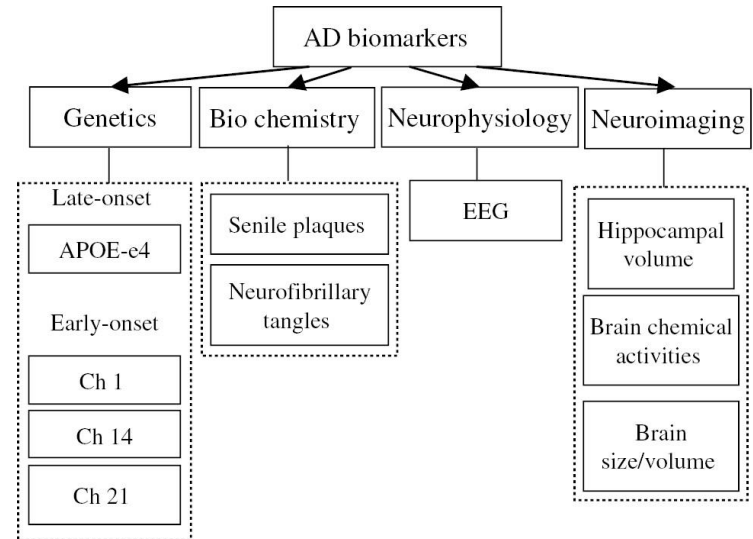 AD biomarkers
Genetics
Bio chemistry
Neurophysiology
Neuroimaging
Late-onset
APOE-e4
Early-onset
Ch 1
Ch 14
Ch 21
Senile plaques
Neurofibrillary
tangles
EEG
Hippocampal
volume
Brain chemical
activities
Brain
size/volume